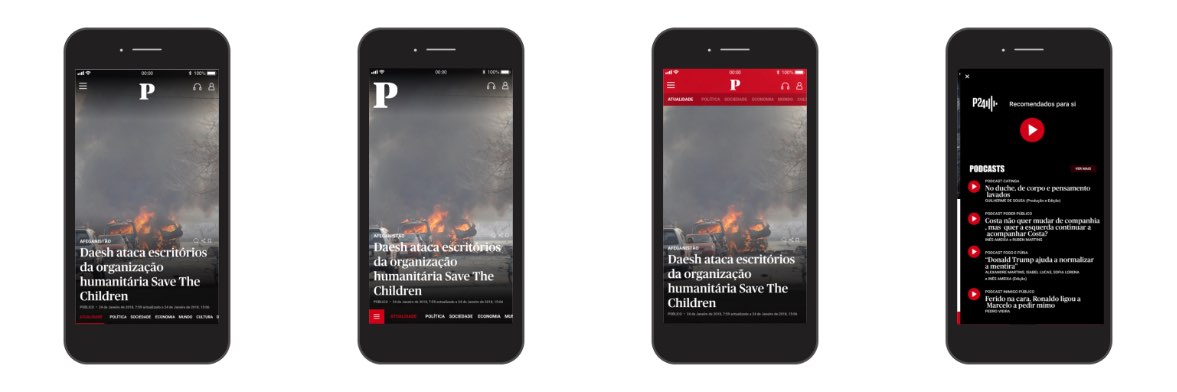 00:00
100%
P
AFEGANISTÃO
Daesh ataca escritórios
da organização
humanitária Save The
Children
PÚBLICO - 24 de Janeiro de 2018, 7:59 actualizado a 24 de Janeiro de 2018, 15:06
ATUALIDADE POLÍTICA SOCIEDADE ECONOMIA MUNDO CULTURA
00:00
100%
P
AFEGANISTÃO
Daesh ataca escritórios
da organização
humanitária Save The
Children
PÚBLICO - 24 de Janeiro de 2018, 7:59 actualizado a 24 de Janeiro de 2018, 15:06
ATUALIDADE POLÍTICA SOCIEDADE ECONOMIA MUN
00:00
100%
P
ATUALIDADE POLÍTICA SOCIEDADE ECONOMIA MUNDO CULT
AFEGANISTÃO
Daesh ataca escritórios
da organização
humanitária Save The
Children
PÚBLICO - 24 de Janeiro de 2018, 7:59 actualizado a 24 de Janeiro de 2018, 15:06
P24
Recomendados para si
PODCASTS
VER MAIS
No duche, de corpo e pensamento
lavados
GUILHERME DE SOUSA (Produção e Edição)
PODCAST PODER PÚBLICO
Costa não quer mudar de companhia
, mas quer a esquerda continuar a
acompanhar Costa?
INÊS AMEIXA e RUBEN MARTINS
PODCAST FOGO E FÚRIA
“Donald Trump ajuda a normalizar
a mentira”
ALEXANDRE MARTINS, ISABEL LUCAS, SOFIA LORENA
e INÊS AMEIXA (Edição)
PODCAST MIMIGO PÚBLICO
Ferido na cara, Ronaldo ligou a
Marcelo a pedir mimo
PEDRO VIEIRA